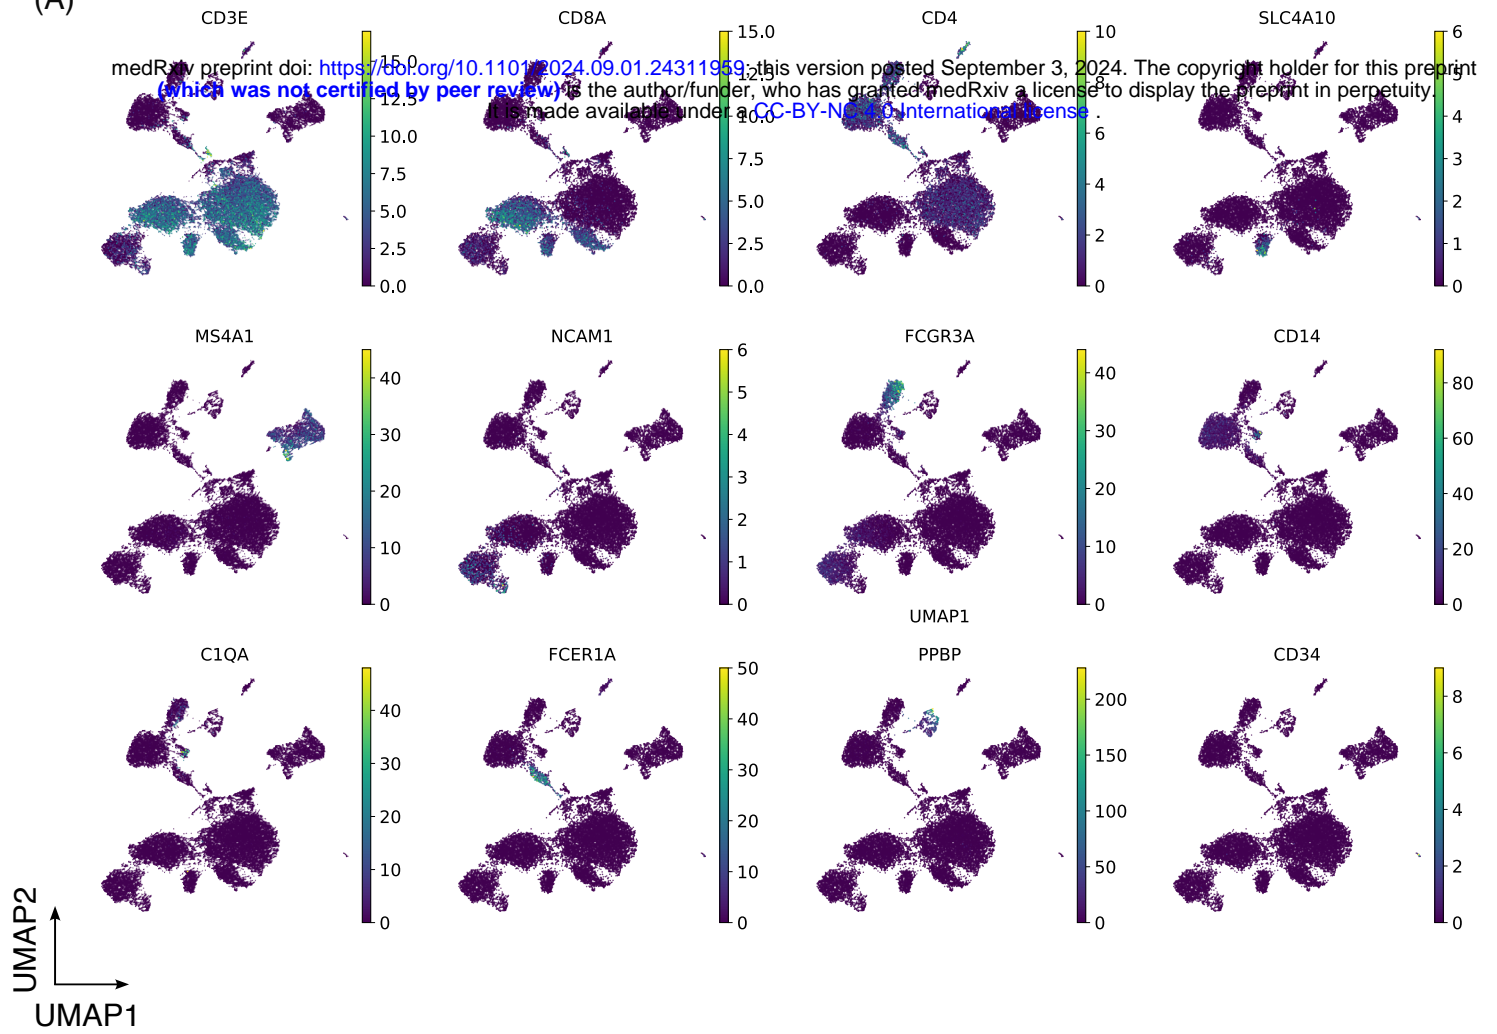 (A)
CD3E CD8A CD4 SLC4A10
medRxiv preprint doi: https://doi.org/10.1101/2024.09.01.24311959; this version posted September 3, 2024. The copyright holder for this preprint
(which was not certified by peer review) is the author/funder, who has granted medRxiv a license to display the preprint in perpetuity.
It is made available under a CC-BY-NC 4.0 International license .
15.0 15.0 10 6
12.5 12.5 8 5
10.0 10.0 6 4
7.5 7.5 4 3
5.0 5.0 2 2
2.5 2.5 0 1
0.0 0.0 0
MS4A1 NCAM1 FCGR3A CD14
40 6 40 80
30 5 30 60
20 4 20 40
10 3 10 20
0 2 0 0
1
0
UMAP1
C1QA FCER1A PPBP CD34
40 50 200 8
30 40 150 6
20 30 100 4
10 20 50 2
0 10 0 0
0
UMAP2
UMAP1